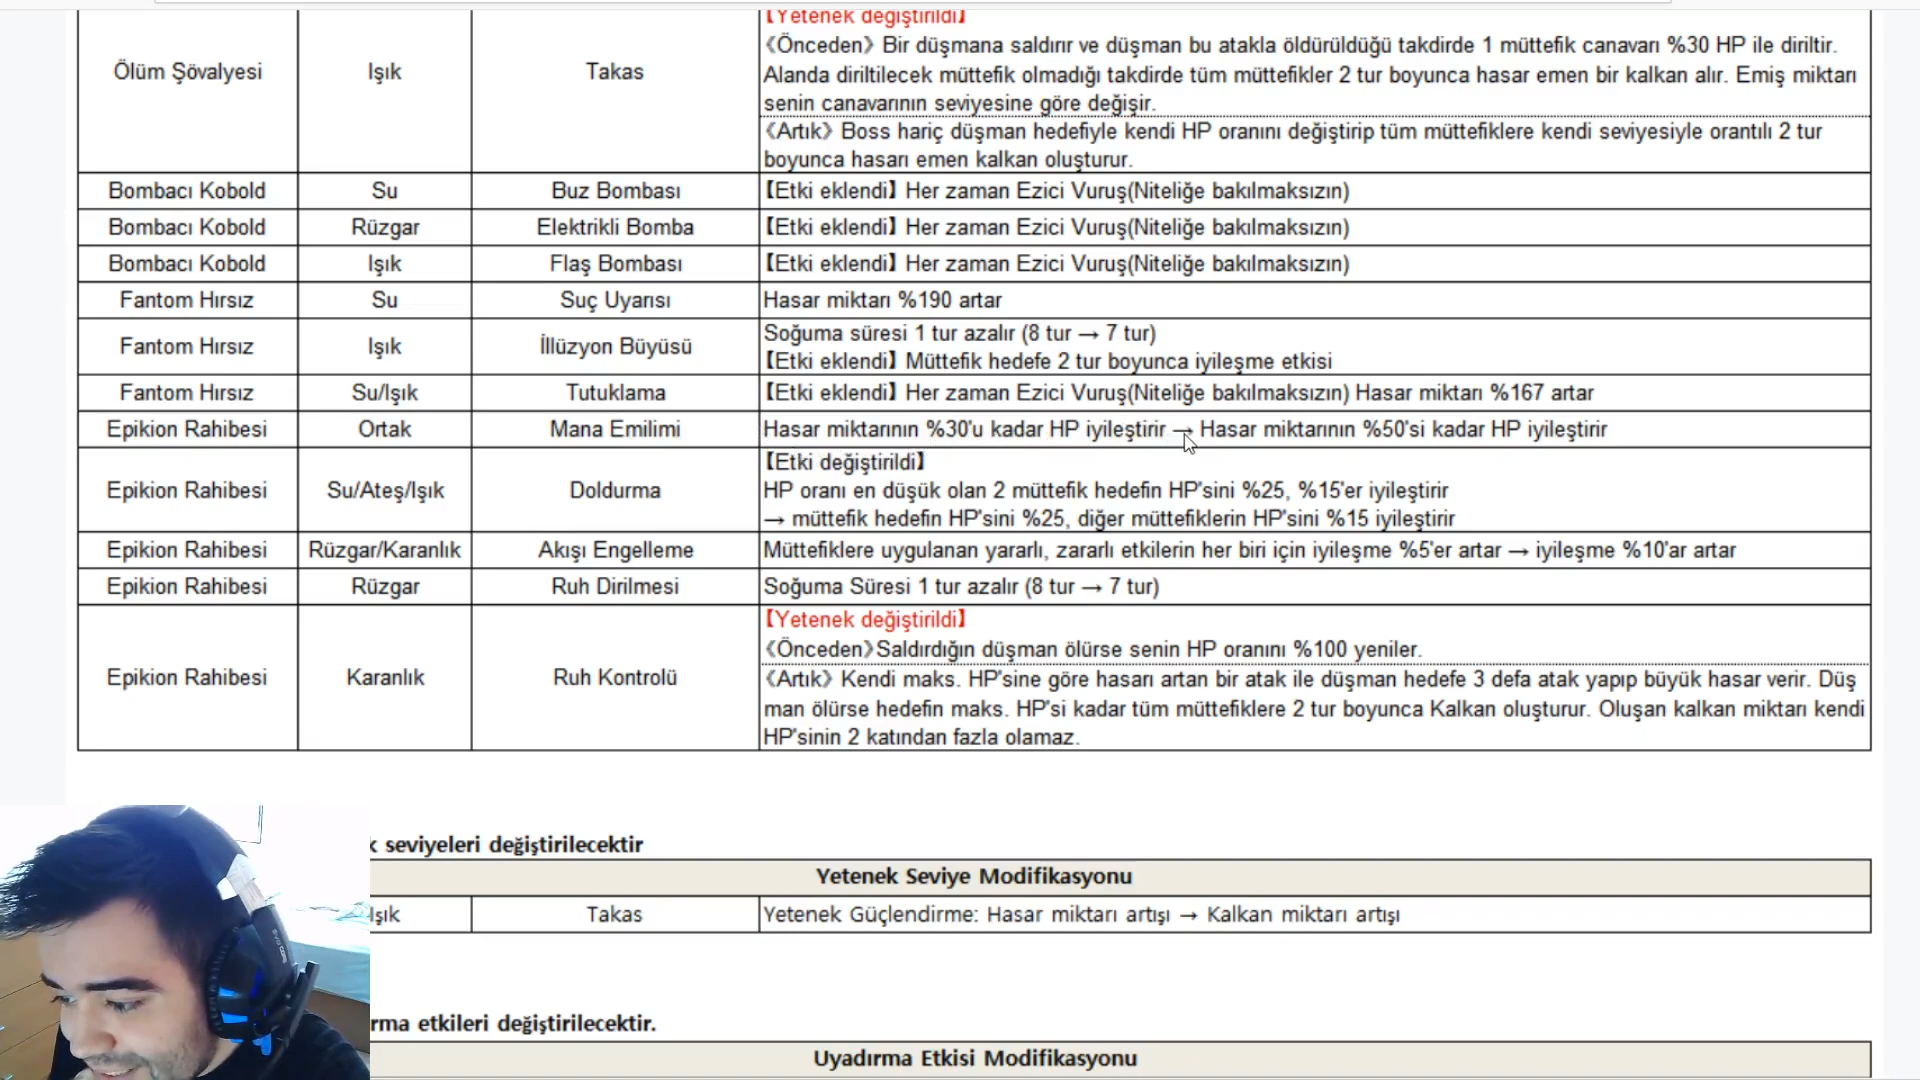 【Yetenek değiştirildi】
《Önceden》 Bir düşmana saldırır ve düşman bu atakla öldürüldüğü takdirde 1 müttefik canavarı %30 HP ile diriltir.
Ölüm Şövalyesi Işık Takas Alanda diriltilecek müttefik olmadığı takdirde tüm müttefikler 2 tur boyunca hasar emen bir kalkan alır. Emiş miktarı
senin canavarının seviyesine göre değişir.
《Artık》 Boss hariç düşman hedefiyle kendi HP oranını değiştirip tüm müttefiklere kendi seviyesiyle orantılı 2 tur
boyunca hasarı emen kalkan oluşturur.
Bombacı Kobold Su Buz Bombası 【Etki eklendi】 Her zaman Ezici Vuruş(Niteliğe bakılmaksızın)
Bombacı Kobold Rüzgar Elektrikli Bomba 【Etki eklendi】 Her zaman Ezici Vuruş(Niteliğe bakılmaksızın)
Bombacı Kobold Işık Flaş Bombası 【Etki eklendi】 Her zaman Ezici Vuruş(Niteliğe bakılmaksızın)
Fantom Hırsız Su Suç Uyarısı Hasar miktarı %190 artar
Fantom Hırsız Işık İllüzyon Büyüsü Soğuma süresi 1 tur azalır (8 tur → 7 tur)
【Etki eklendi】 Müttefik hedefe 2 tur boyunca iyileşme etkisi
Fantom Hırsız Su/Işık Tutuklama 【Etki eklendi】 Her zaman Ezici Vuruş(Niteliğe bakılmaksızın) Hasar miktarı %167 artar
Epikion Rahibesi Ortak Mana Emilimi Hasar miktarının %30'u kadar HP iyileştirir → Hasar miktarının %50'si kadar HP iyileştirir
【Etki değiştirildi】
Epikion Rahibesi Su/Ateş/Işık Doldurma HP oranı en düşük olan 2 müttefik hedefin HP'sini %25, %15'er iyileştirir
→ müttefik hedefin HP'sini %25, diğer müttefiklerin HP'sini %15 iyileştirir
Epikion Rahibesi Rüzgar/Karanlık Akışı Engelleme Müttefiklere uygulanan yararlı, zararlı etkilerin her biri için iyileşme %5'er artar → iyileşme %10'ar artar
Epikion Rahibesi Rüzgar Ruh Dirilmesi Soğuma Süresi 1 tur azalır (8 tur → 7 tur)
【Yetenek değiştirildi】
《Önceden》Saldırdığın düşman ölürse senin HP oranını %100 yeniler.
Epikion Rahibesi Karanlık Ruh Kontrolü 《Artık》 Kendi maks. HP'sine göre hasarı artan bir atak ile düşman hedefe 3 defa atak yapıp büyük hasar verir. Düş
man ölürse hedefin maks. HP'si kadar tüm müttefiklere 2 tur boyunca Kalkan oluşturur. Oluşan kalkan miktarı kendi
HP'sinin 2 katından fazla olamaz.
k seviyeleri değiştirilecektir
Yetenek Seviye Modifikasyonu
Işık Takas Yetenek Güçlendirme: Hasar miktarı artışı → Kalkan miktarı artışı
rma etkileri değiştirilecektir.
Uyadırma Etkisi Modifikasyonu